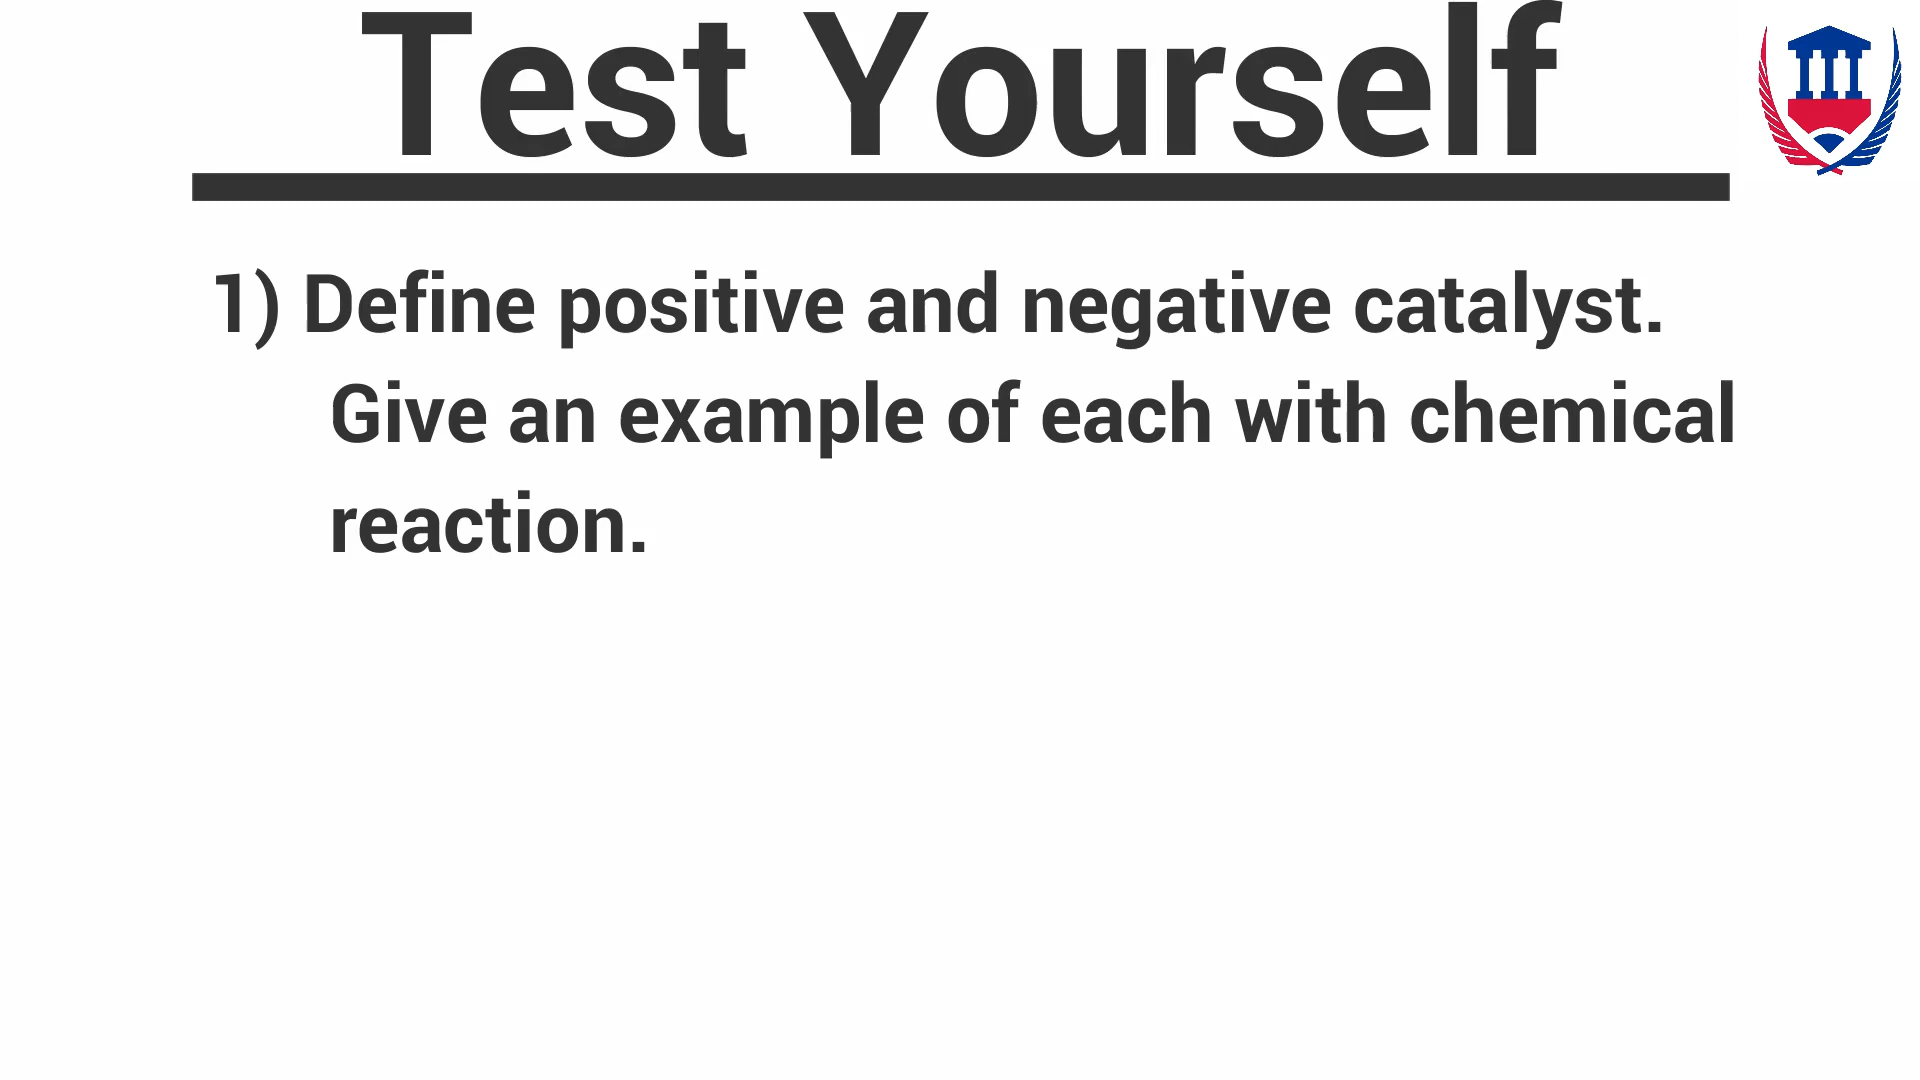 Test Yourself
1) Define positive and negative catalyst.
Give an example of each with chemical
reaction.